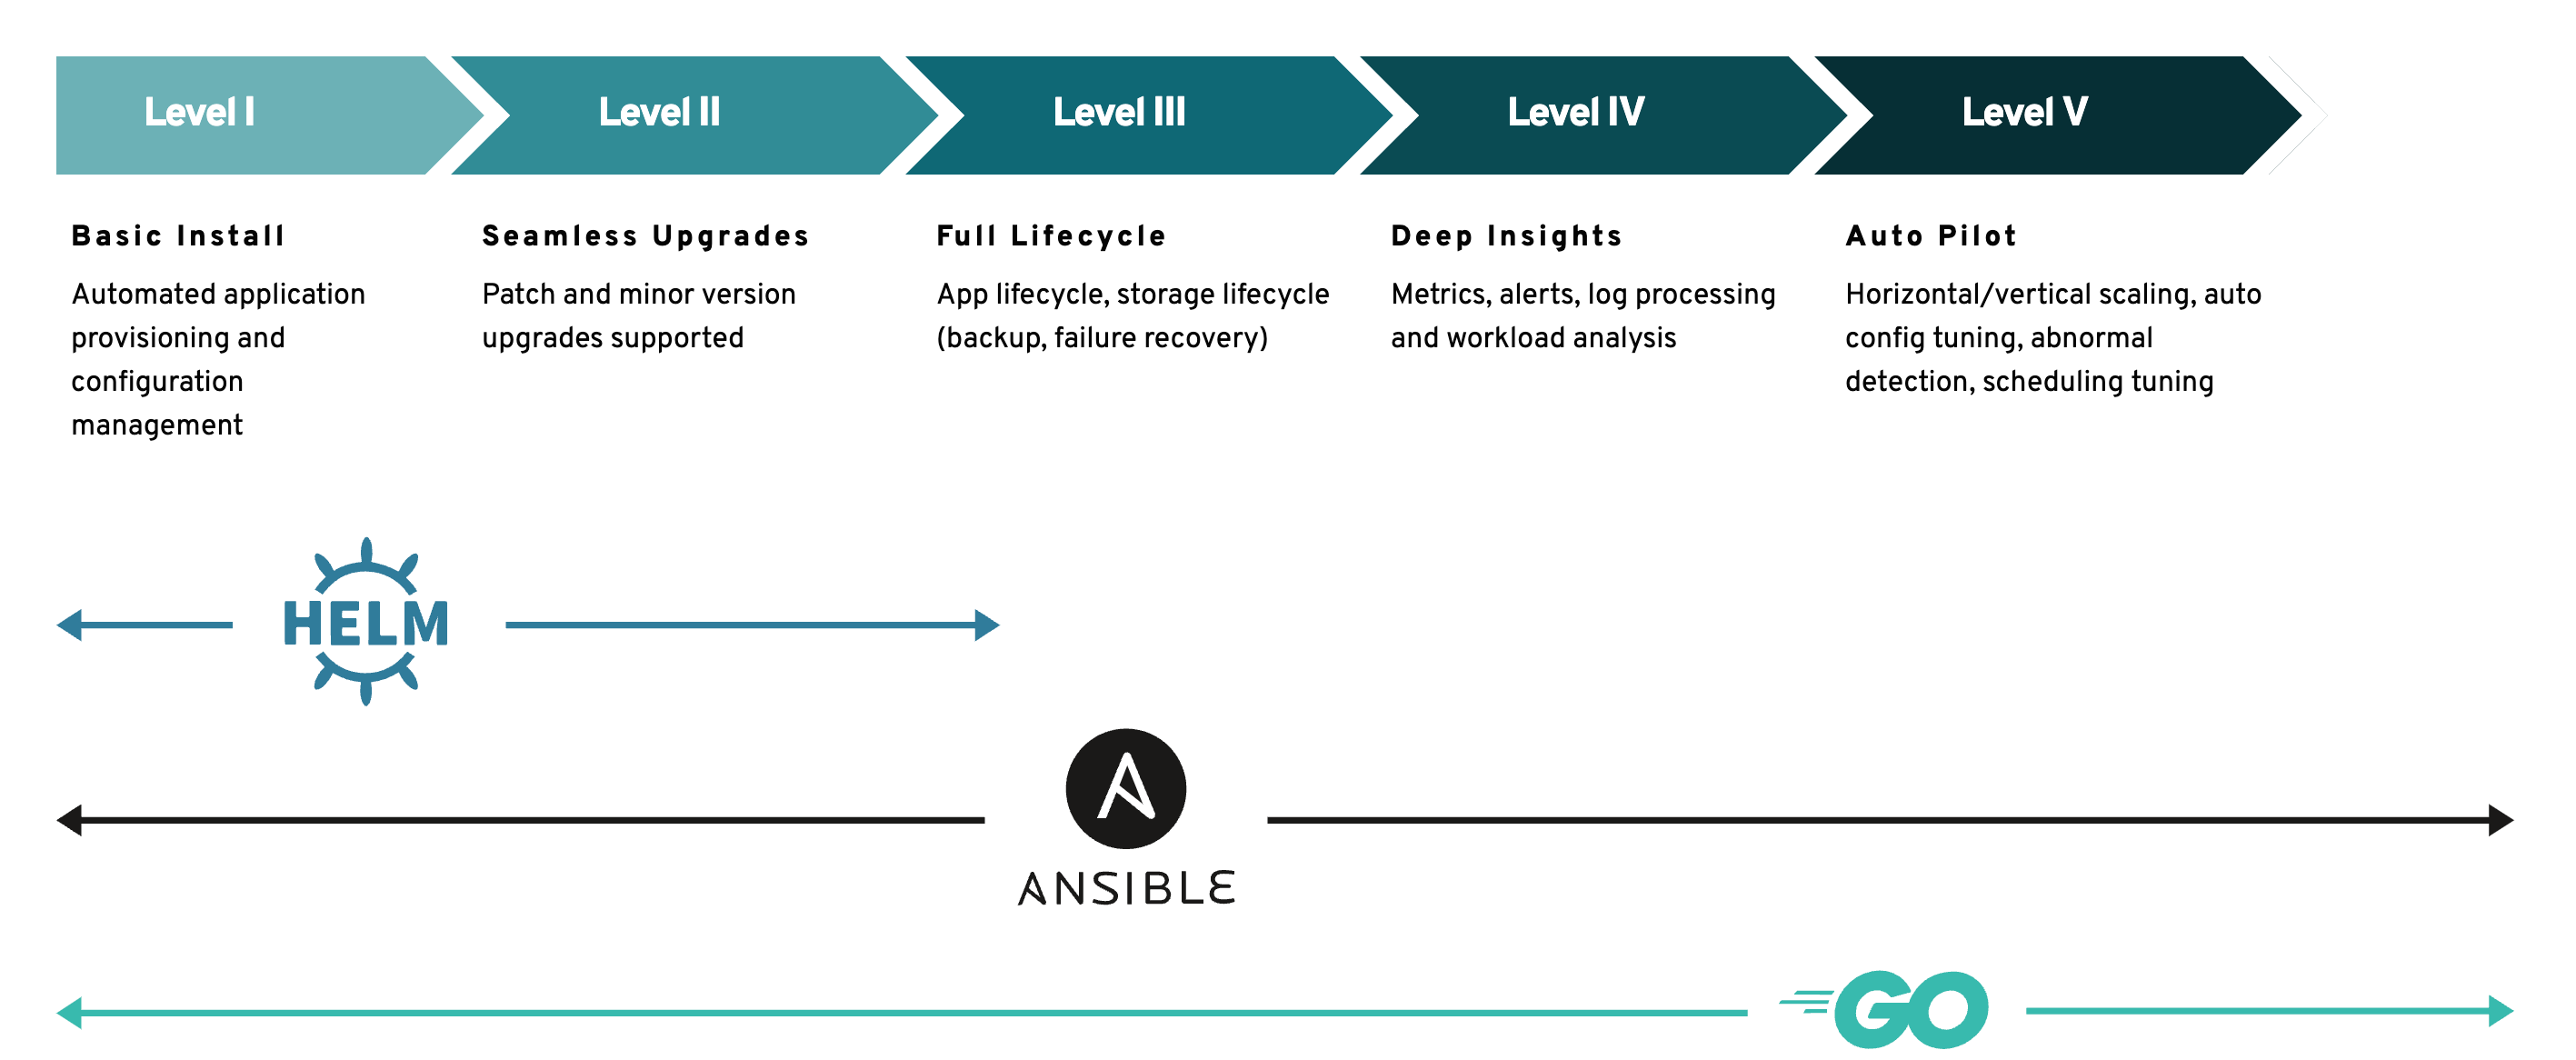 Level I
Level II
Level III
Level IV
Level V
Basic Install
Automated application
provisioning and
configuration
management
Seamless Upgrades
Patch and minor version
upgrades supported
Full Lifecycle
App lifecycle, storage lifecycle
(backup, failure recovery)
Deep Insights
Metrics, alerts, log processing
and workload analysis
Auto Pilot
Horizontal/vertical scaling, auto
config tuning, abnormal
detection, scheduling tuning
HELM
ANSIBLE
GO